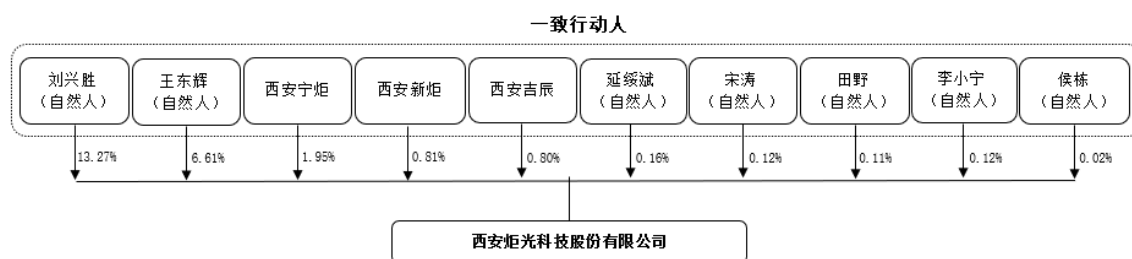 一致行动人
刘兴胜
（自然人）
王东辉
（自然人）
西安宁炬
西安新炬
西安吉辰
延绥斌
（自然人）
宋涛
（自然人）
田野
（自然人）
李小宁
（自然人）
侯栋
（自然人）
13.27%
6.61%
1.95%
0.81%
0.80%
0.16%
0.12%
0.11%
0.12%
0.02%
西安炬光科技股份有限公司